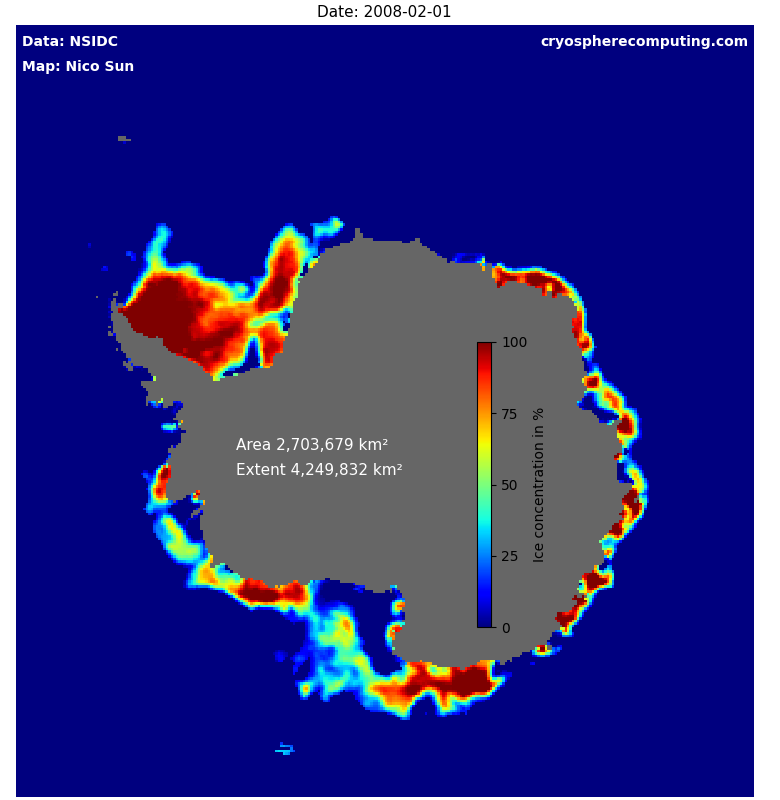 Date: 2008-02-01
Data: NSIDC
cryospherecomputing.com
Map: Nico Sun
Area 2,703,679 km²
Extent 4,249,832 km²
100
75
50
25
0
Ice concentration in %